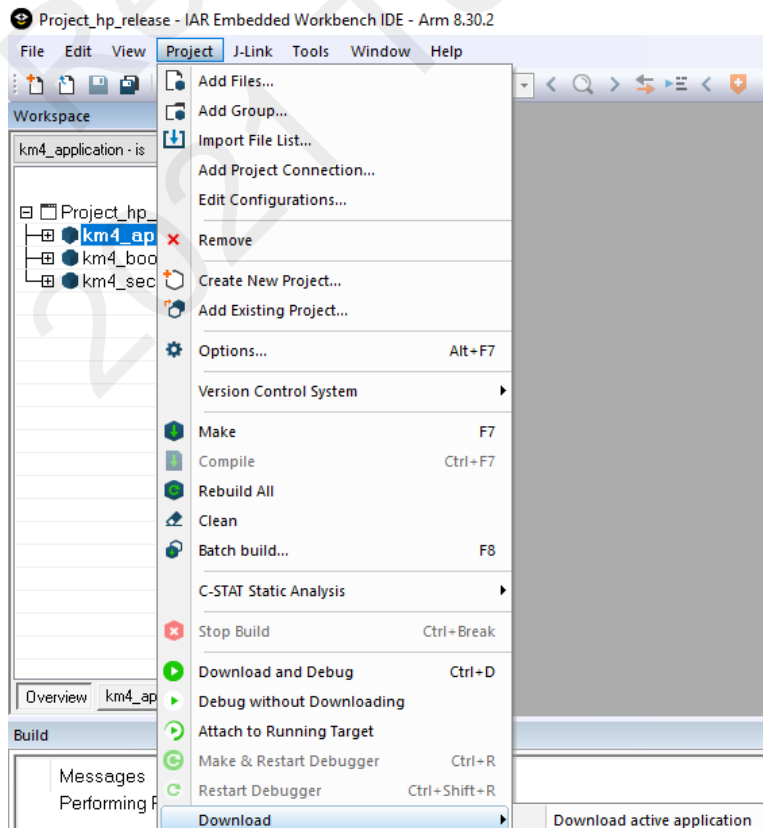 Project_hp_release - IAR Embedded Workbench IDE - Arm 8.30.2
File Edit View Project J-Link Tools Window Help
Workspace
km4_application - is
Project_hp_
km4_ap
km4_boo
km4_sec
Overview km4_ap
Add Files...
Add Group...
Import File List...
Add Project Connection...
Edit Configurations...
Remove
Create New Project...
Add Existing Project...
Options... Alt+F7
Version Control System
Make F7
Compile Ctrl+F7
Rebuild All
Clean
Batch build... F8
C-STAT Static Analysis
Stop Build Ctrl+Break
Download and Debug Ctrl+D
Debug without Downloading
Attach to Running Target
Make & Restart Debugger Ctrl+R
Restart Debugger Ctrl+Shift+R
Download
Download active application
Build
Messages
Performing
2021